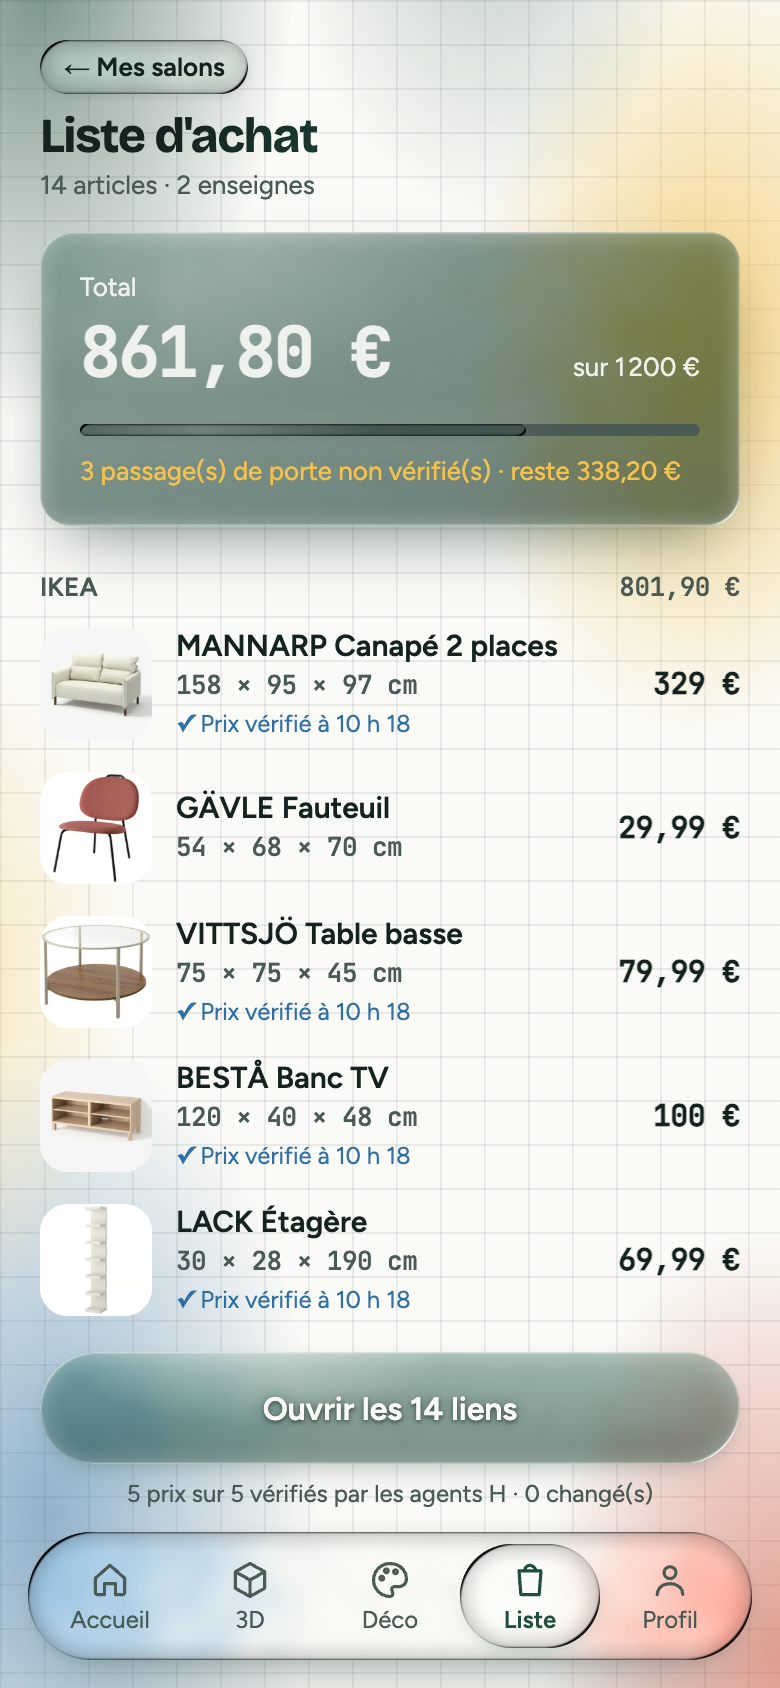 ← Mes salons
Liste d'achat
14 articles · 2 enseignes
Total
861,80 €
sur 1 200 €
3 passage(s) de porte non vérifié(s) · reste 338,20 €
IKEA 801,90 €
MANNARP Canapé 2 places
158 × 95 × 97 cm
329 €
✓ Prix vérifié à 10 h 18
GÄVLE Fauteuil
54 × 68 × 70 cm
29,99 €
VITTSJÖ Table basse
75 × 75 × 45 cm
79,99 €
✓ Prix vérifié à 10 h 18
BESTÅ Banc TV
120 × 40 × 48 cm
100 €
✓ Prix vérifié à 10 h 18
LACK Étagère
30 × 28 × 190 cm
69,99 €
✓ Prix vérifié à 10 h 18
Ouvrir les 14 liens
5 prix sur 5 vérifiés par les agents H · 0 changé(s)
Accueil 3D Déco Liste Profil